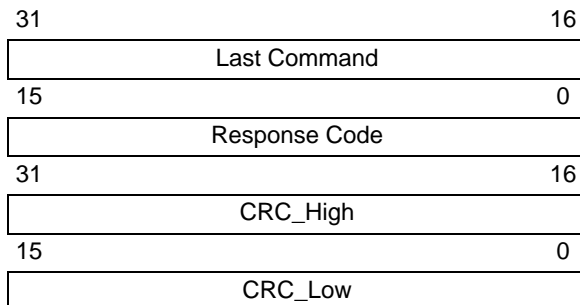 31 16
Last Command
15 0
Response Code
31 16
CRC_High
15 0
CRC_Low